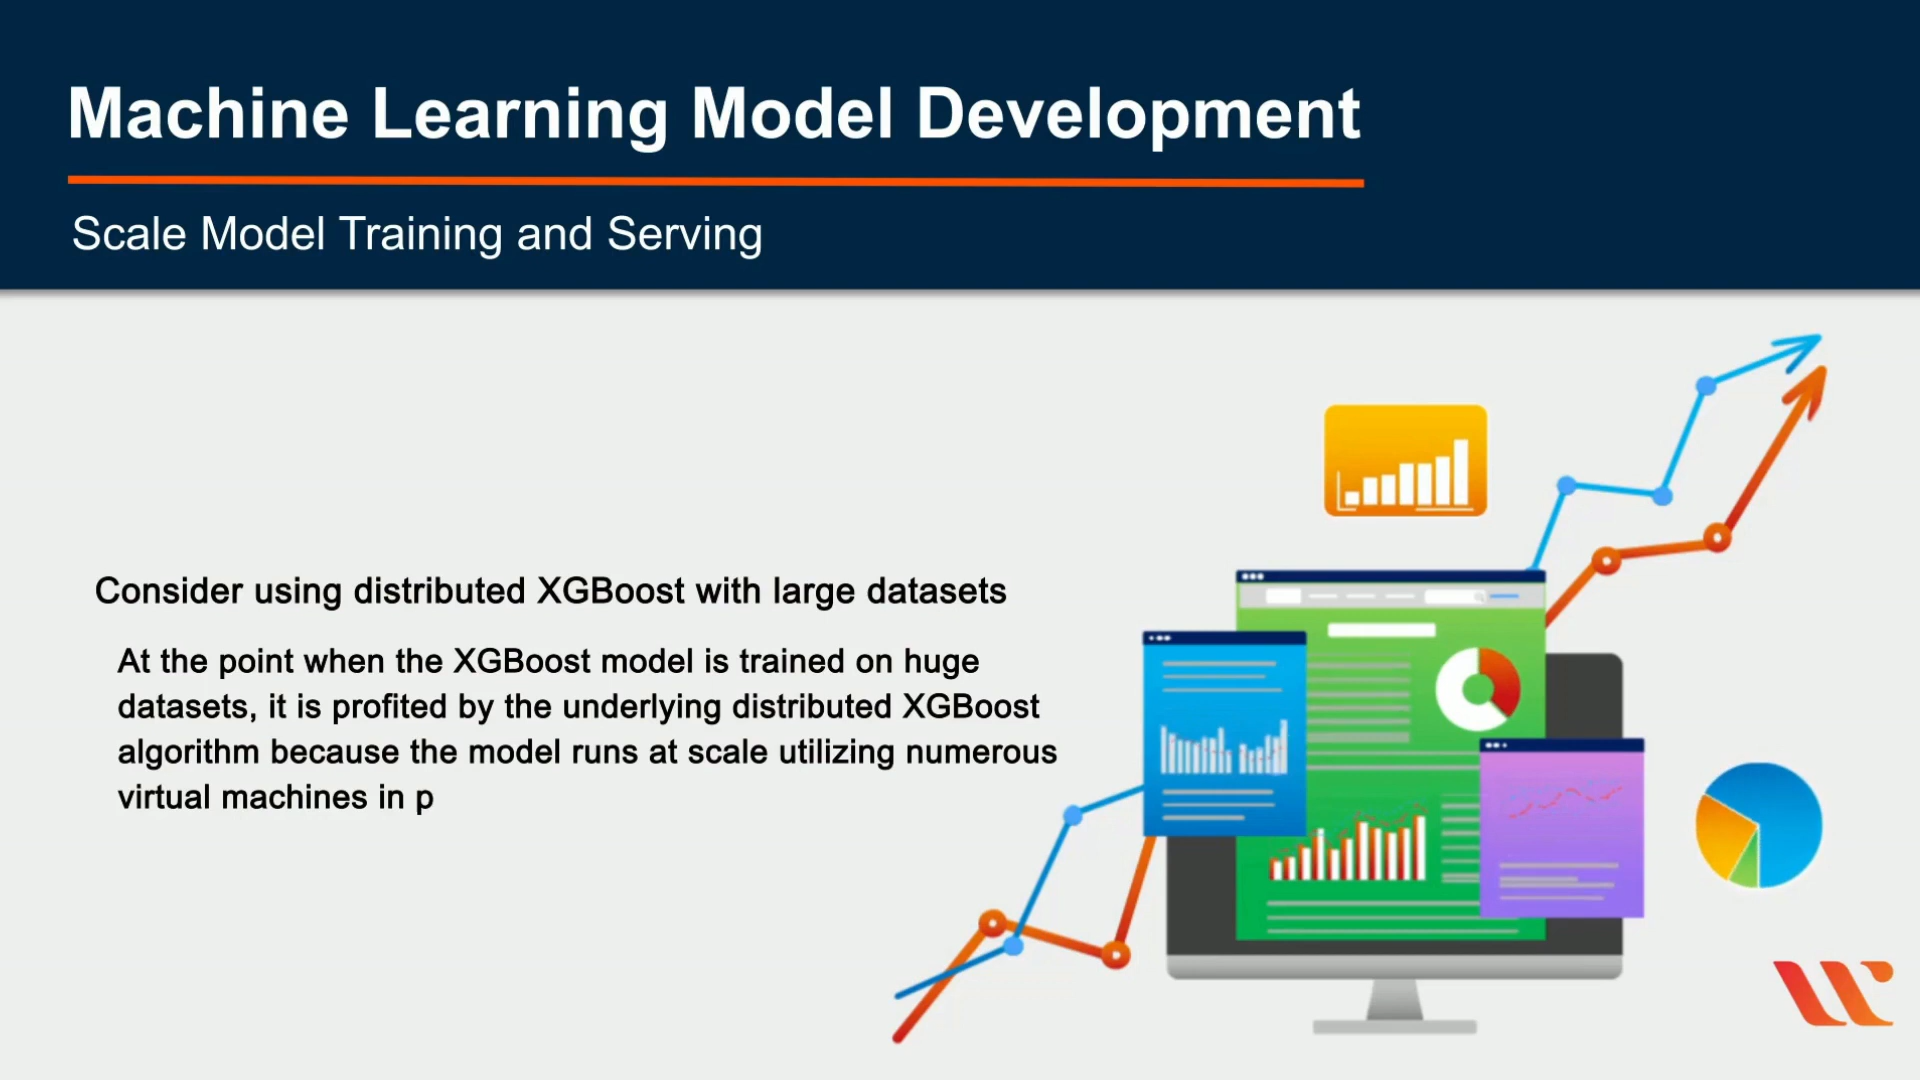 Machine Learning Model Development
Scale Model Training and Serving
Consider using distributed XGBoost with large datasets
At the point when the XGBoost model is trained on huge
datasets, it is profited by the underlying distributed XGBoost
algorithm because the model runs at scale utilizing numerous
virtual machines in p